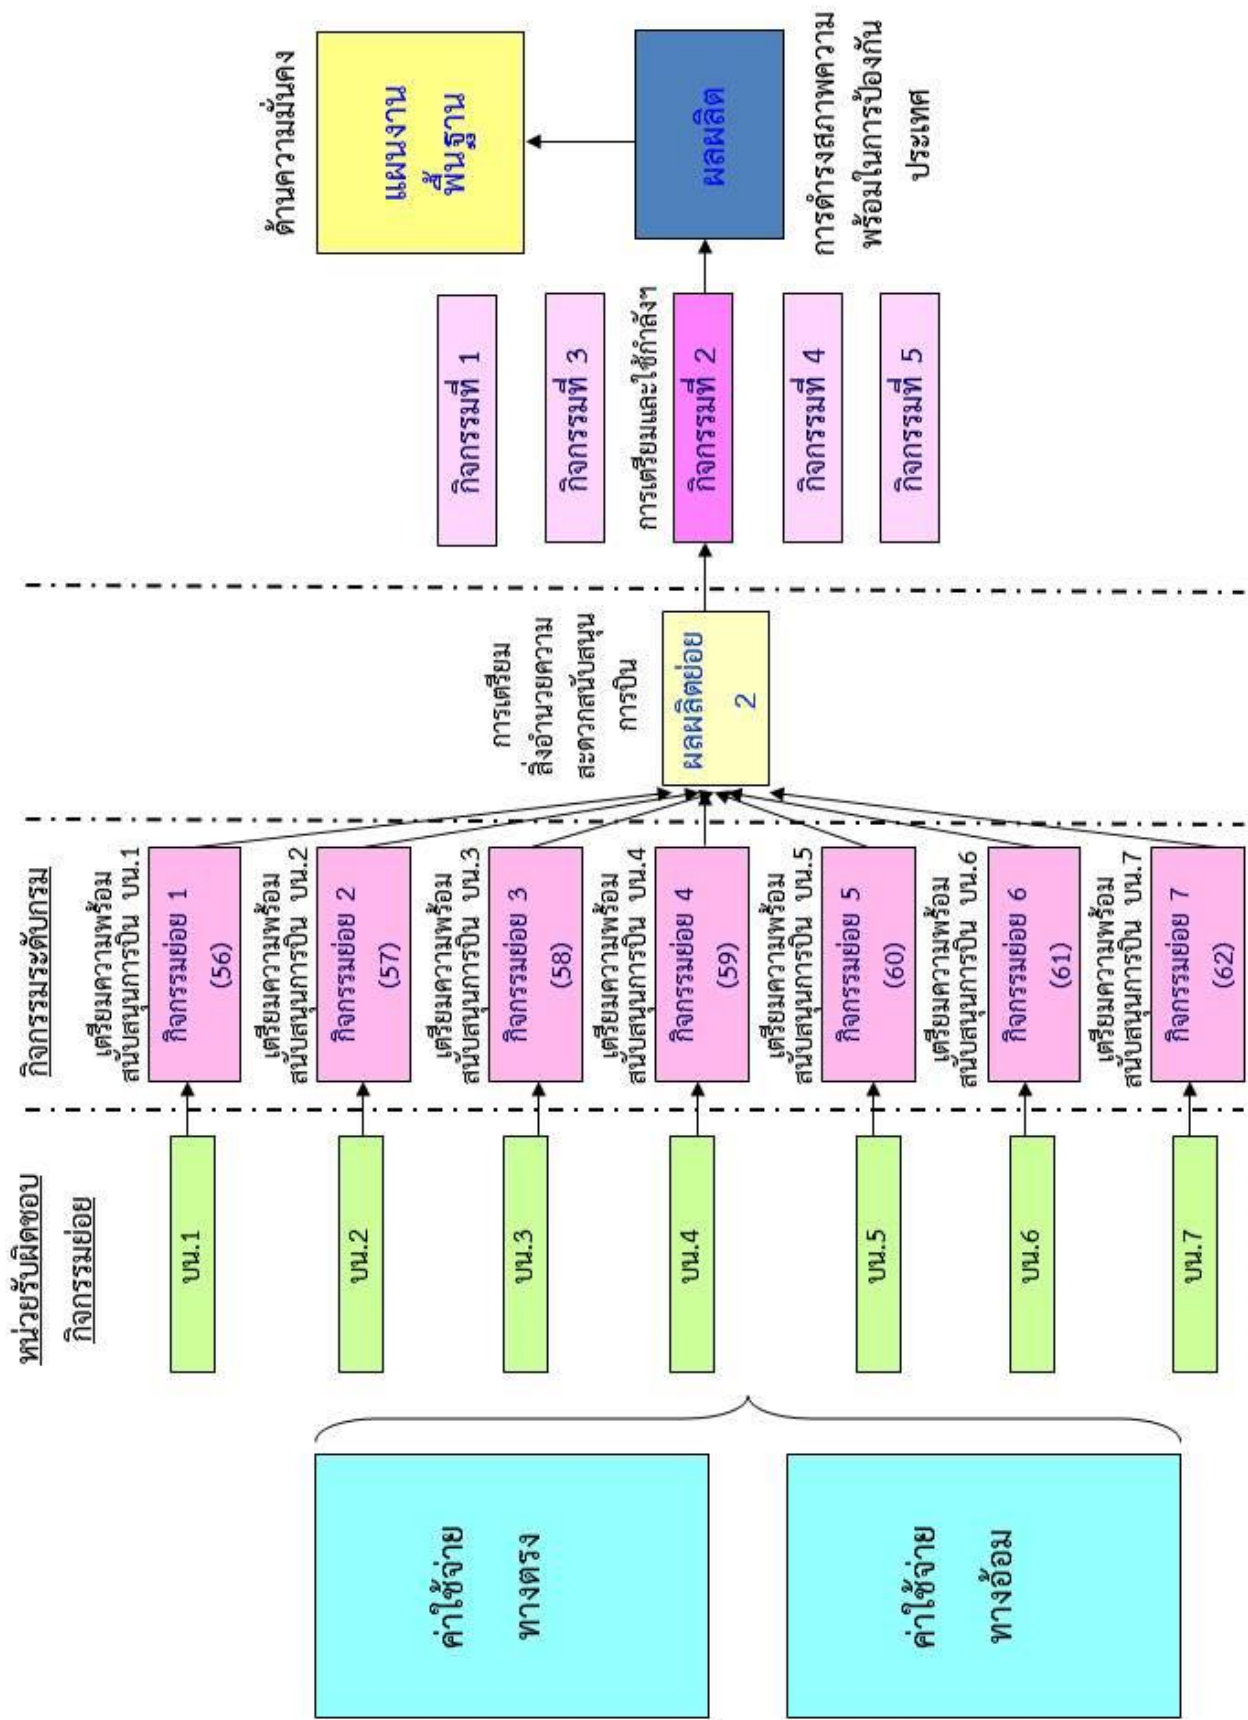 หน่วยรับผิดชอบ
กิจกรรมย่อย
กิจกรรมระดับกรม
ค่าใช้จ่าย
ทางตรง
ค่าใช้จ่าย
ทางอ้อม
บน.1
บน.2
บน.3
บน.4
บน.5
บน.6
บน.7
เตรียมความพร้อม
สนับสนุนการบิน บน.1
กิจกรรมย่อย 1
(56)
เตรียมความพร้อม
สนับสนุนการบิน บน.2
กิจกรรมย่อย 2
(57)
เตรียมความพร้อม
สนับสนุนการบิน บน.3
กิจกรรมย่อย 3
(58)
เตรียมความพร้อม
สนับสนุนการบิน บน.4
กิจกรรมย่อย 4
(59)
เตรียมความพร้อม
สนับสนุนการบิน บน.5
กิจกรรมย่อย 5
(60)
เตรียมความพร้อม
สนับสนุนการบิน บน.6
กิจกรรมย่อย 6
(61)
เตรียมความพร้อม
สนับสนุนการบิน บน.7
กิจกรรมย่อย 7
(62)
การเตรียม
สิ่งอำนวยความ
สะดวกสนับสนุน
การบิน
ผลผลิตย่อย
2
กิจกรรมที่ 1
กิจกรรมที่ 3
การเตรียมและใช้กำลังฯ
กิจกรรมที่ 2
กิจกรรมที่ 4
กิจกรรมที่ 5
ด้านความมั่นคง
แผนงาน
พื้นฐาน
ผลผลิต
การดำรงสภาพความ
พร้อมในการป้องกัน
ประเทศ